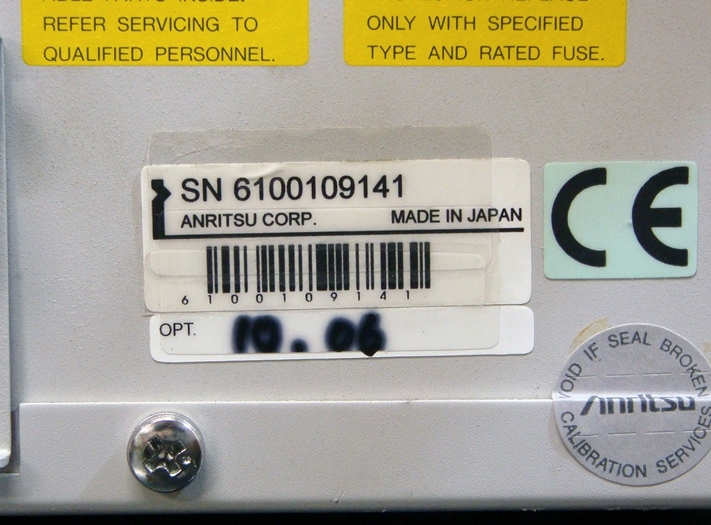 REFER SERVICING TO
QUALIFIED PERSONNEL.
ONLY WITH SPECIFIED
TYPE AND RATED FUSE.
SN 6100109141
ANRITSU CORP. MADE IN JAPAN
6100109141
OPT. 10.06
CE
VOID IF SEAL BROKEN
Anritsu
CALIBRATION SERVICES